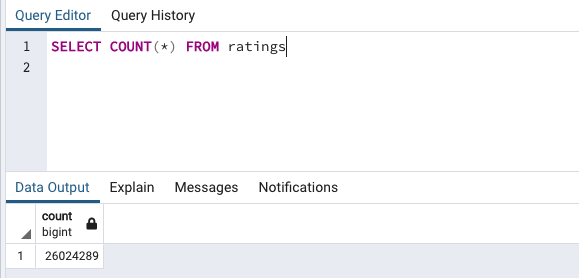 Query Editor Query History
1 SELECT COUNT(*) FROM ratings
2
Data Output Explain Messages Notifications
count
bigint
1 26024289